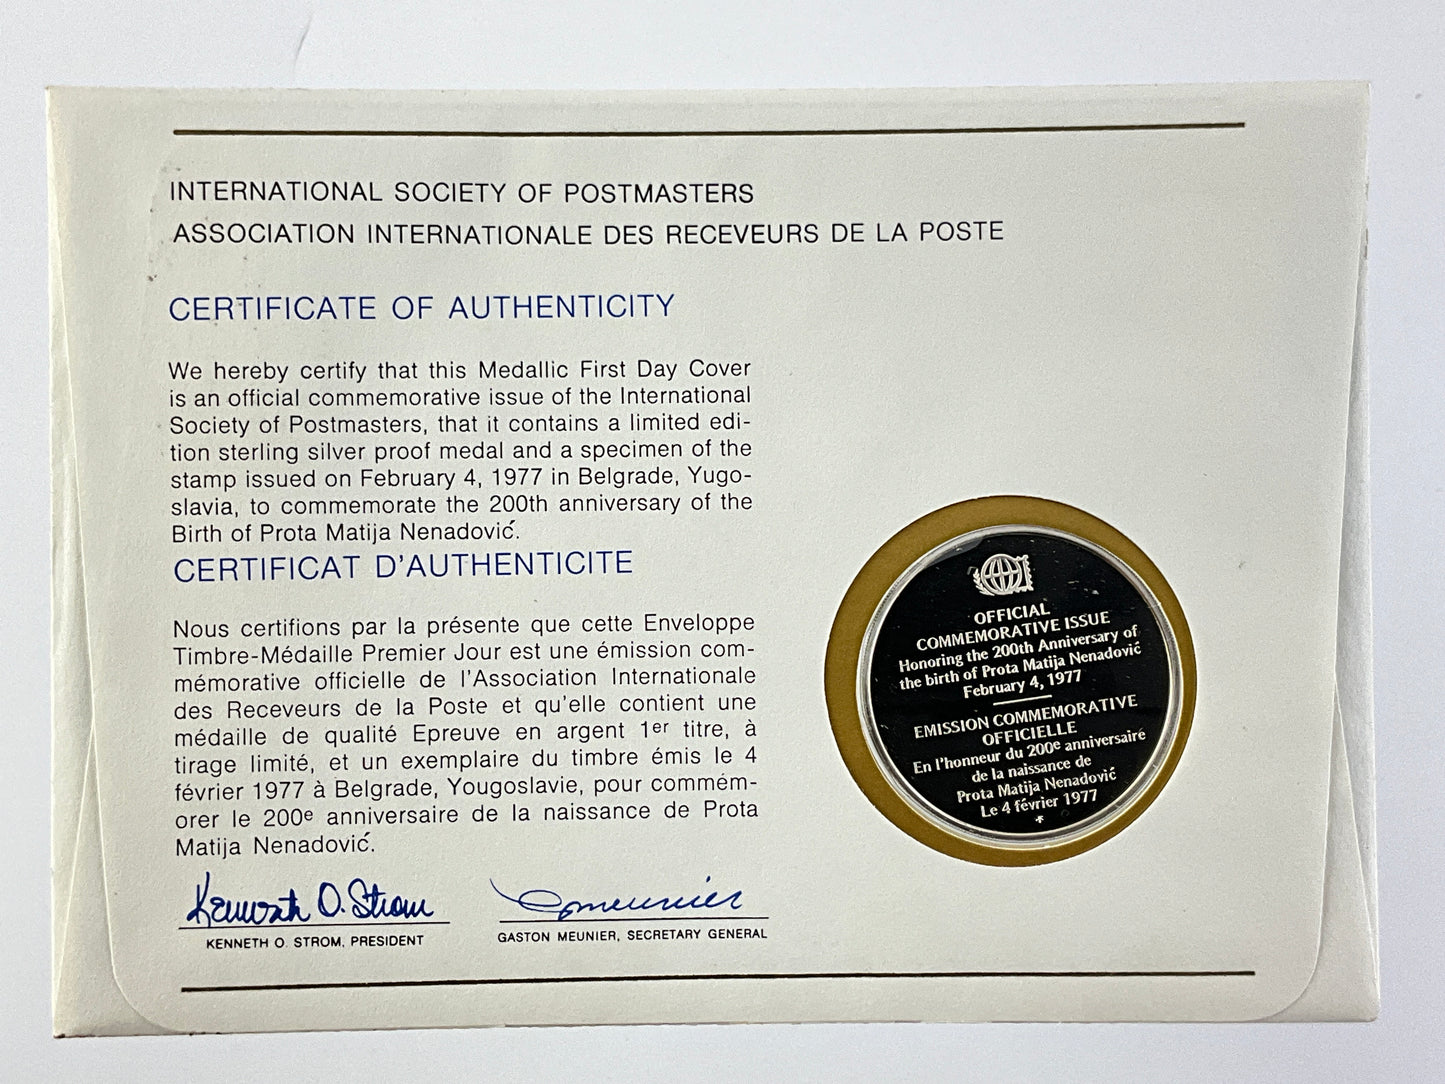 INTERNATIONAL SOCIETY OF POSTMASTERS
ASSOCIATION INTERNATIONALE DES RECEVEURS DE LA POSTE
CERTIFICATE OF AUTHENTICITY
We hereby certify that this Medallic First Day Cover
is an official commemorative issue of the International
Society of Postmasters, that it contains a limited edi-
tion sterling silver proof medal and a specimen of the
stamp issued on February 4, 1977 in Belgrade, Yugo-
slavia, to commemorate the 200th anniversary of the
Birth of Prota Matija Nenadović.
CERTIFICAT D'AUTHENTICITE
Nous certifions par la présente que cette Enveloppe
Timbre-Médaille Premier Jour est une émission com-
mémorative officielle de l'Association Internationale
des Receveurs de la Poste et qu'elle contient une
médaille de qualité Epreuve en argent 1er titre, à
tirage limité, et un exemplaire du timbre émis le 4
février 1977 à Belgrade, Yougoslavie, pour commém-
orer le 200e anniversaire de la naissance de Prota
Matija Nenadović.
Kenneth O. Strom
KENNETH O. STROM, PRESIDENT
GMeunier
GASTON MEUNIER, SECRETARY GENERAL
OFFICIAL
COMMEMORATIVE ISSUE
Honoring the 200th Anniversary of
the birth of Prota Matija Nenadović
February 4, 1977
EMISSION COMMEMORATIVE
OFFICIELLE
En l'honneur du 200e anniversairé
de la naissance de
Prota Matija Nenadović
Le 4 février 1977